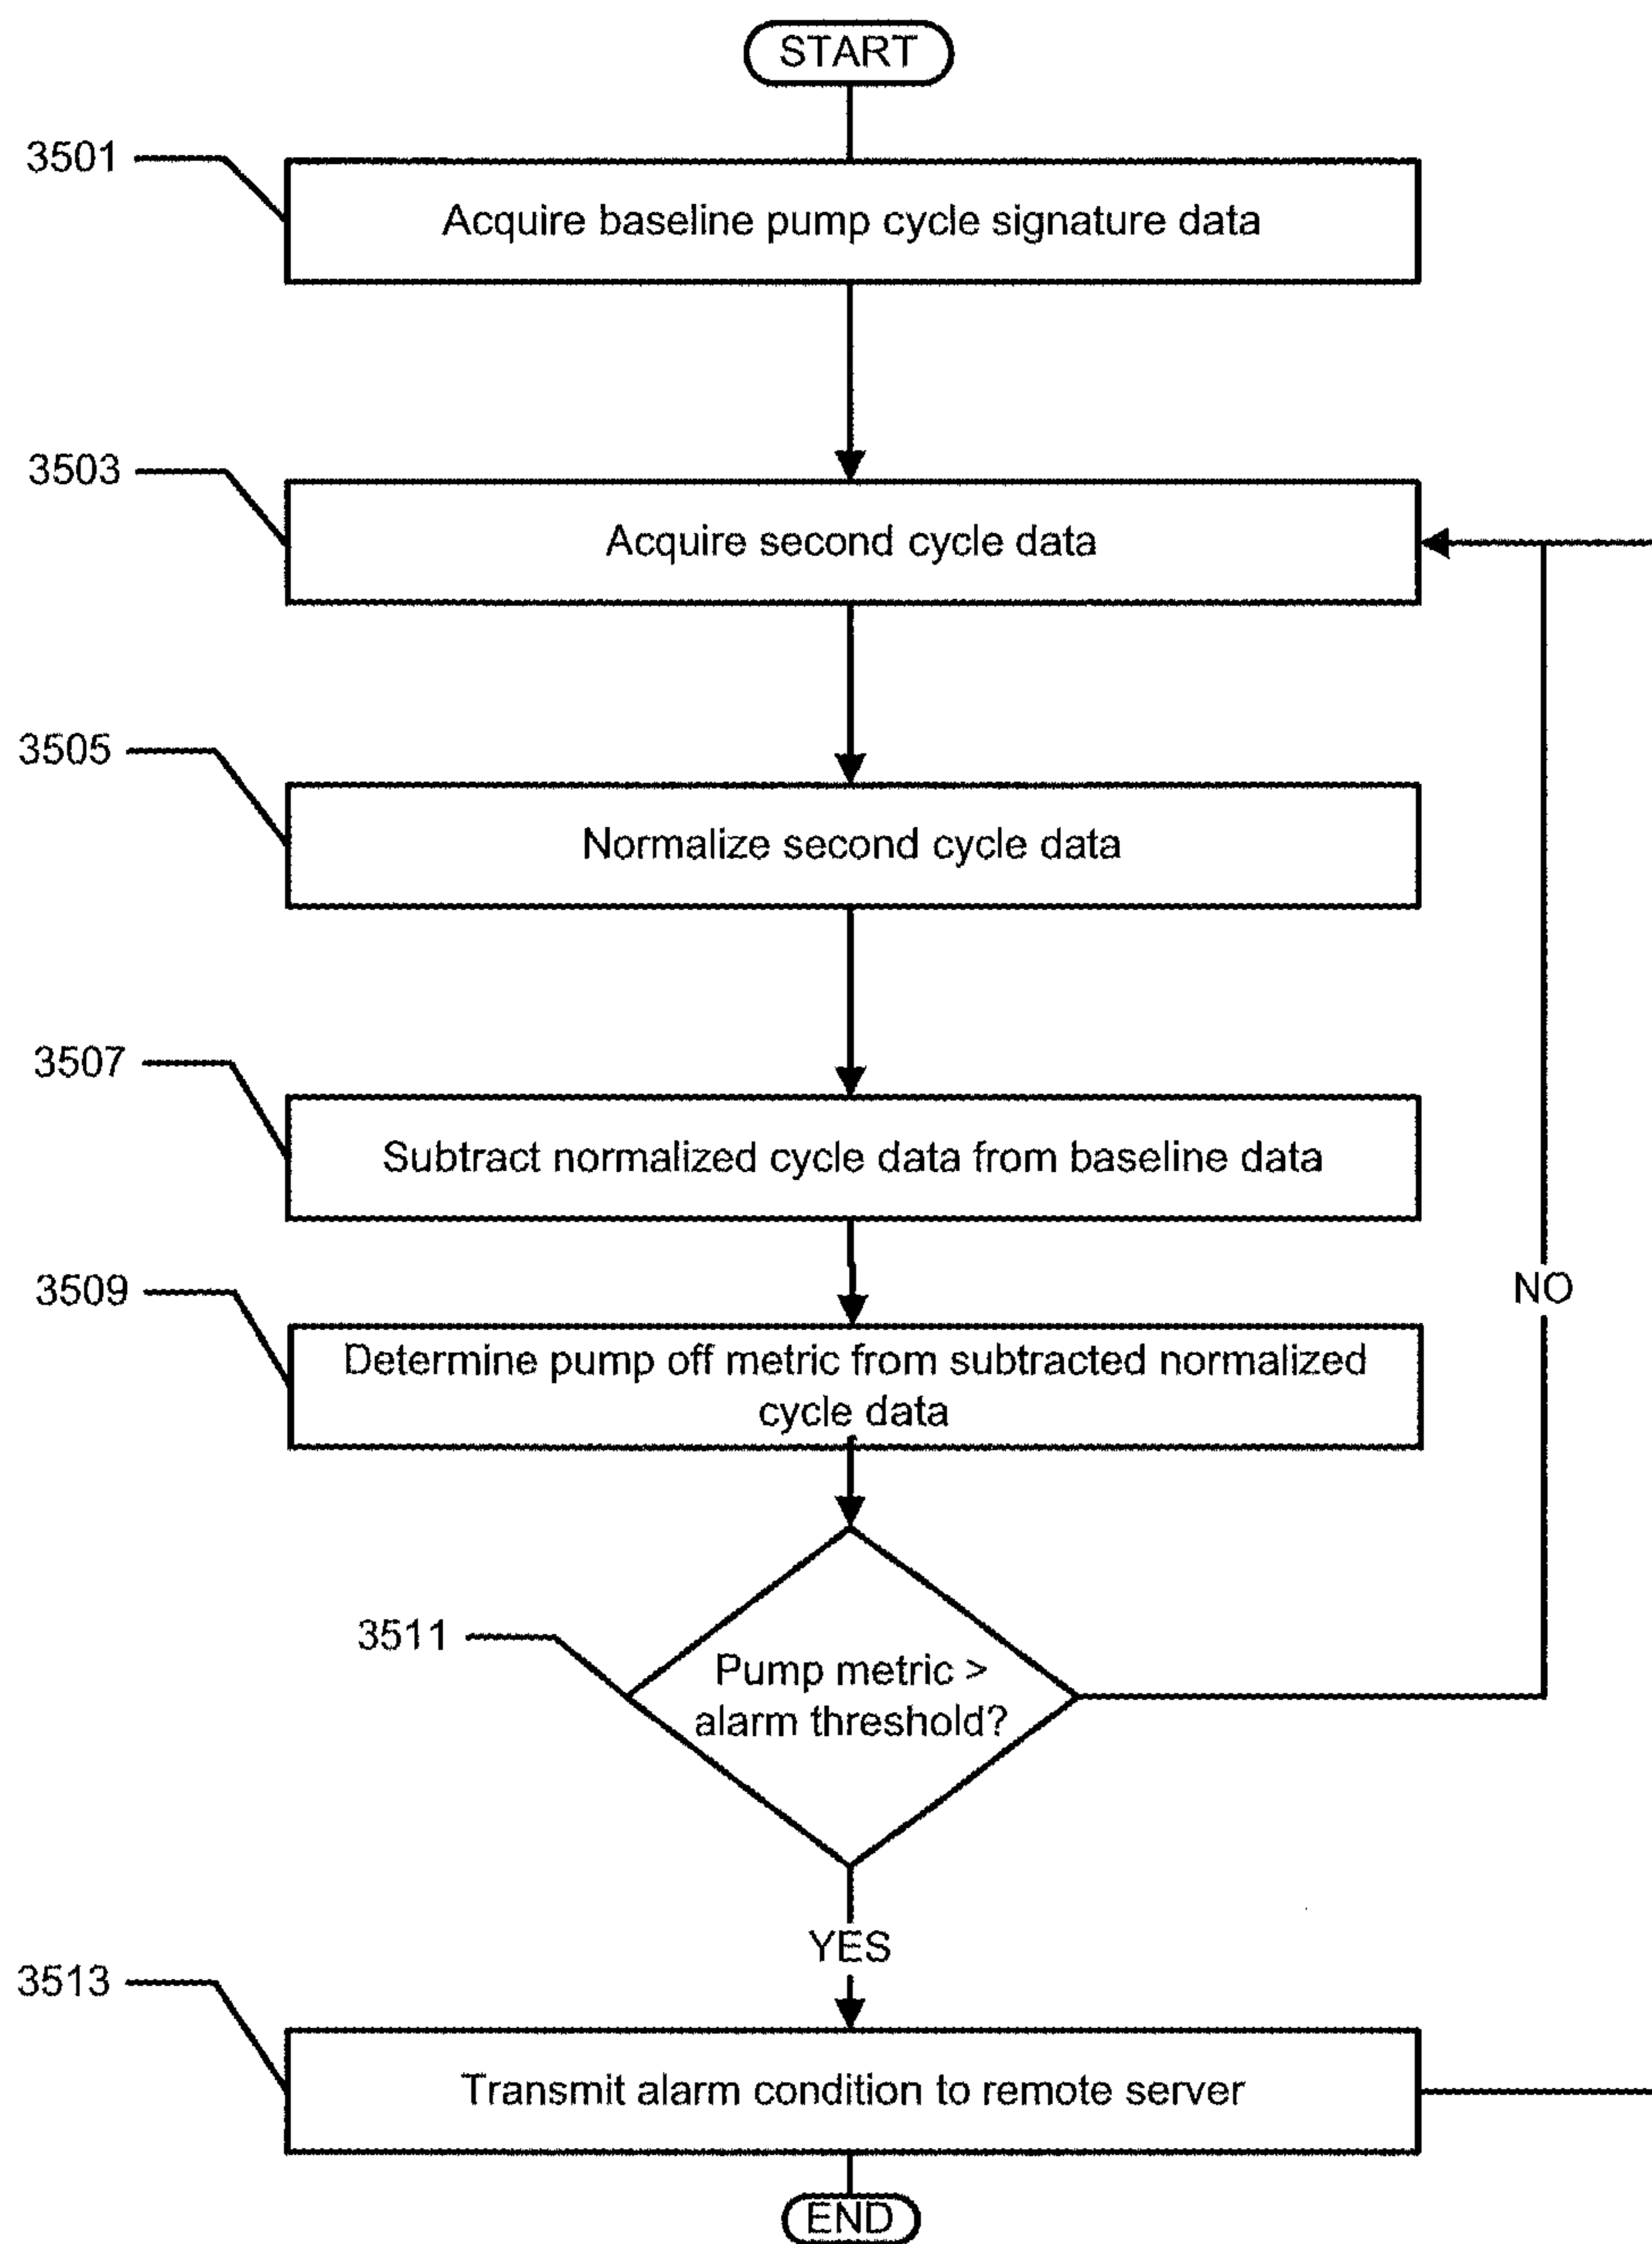 START
3501
Acquire baseline pump cycle signature data
3503
Acquire second cycle data
3505
Normalize second cycle data
3507
Subtract normalized cycle data from baseline data
3509
Determine pump off metric from subtracted normalized
cycle data
NO
3511
Pump metric >
alarm threshold?
YES
3513
Transmit alarm condition to remote server
END